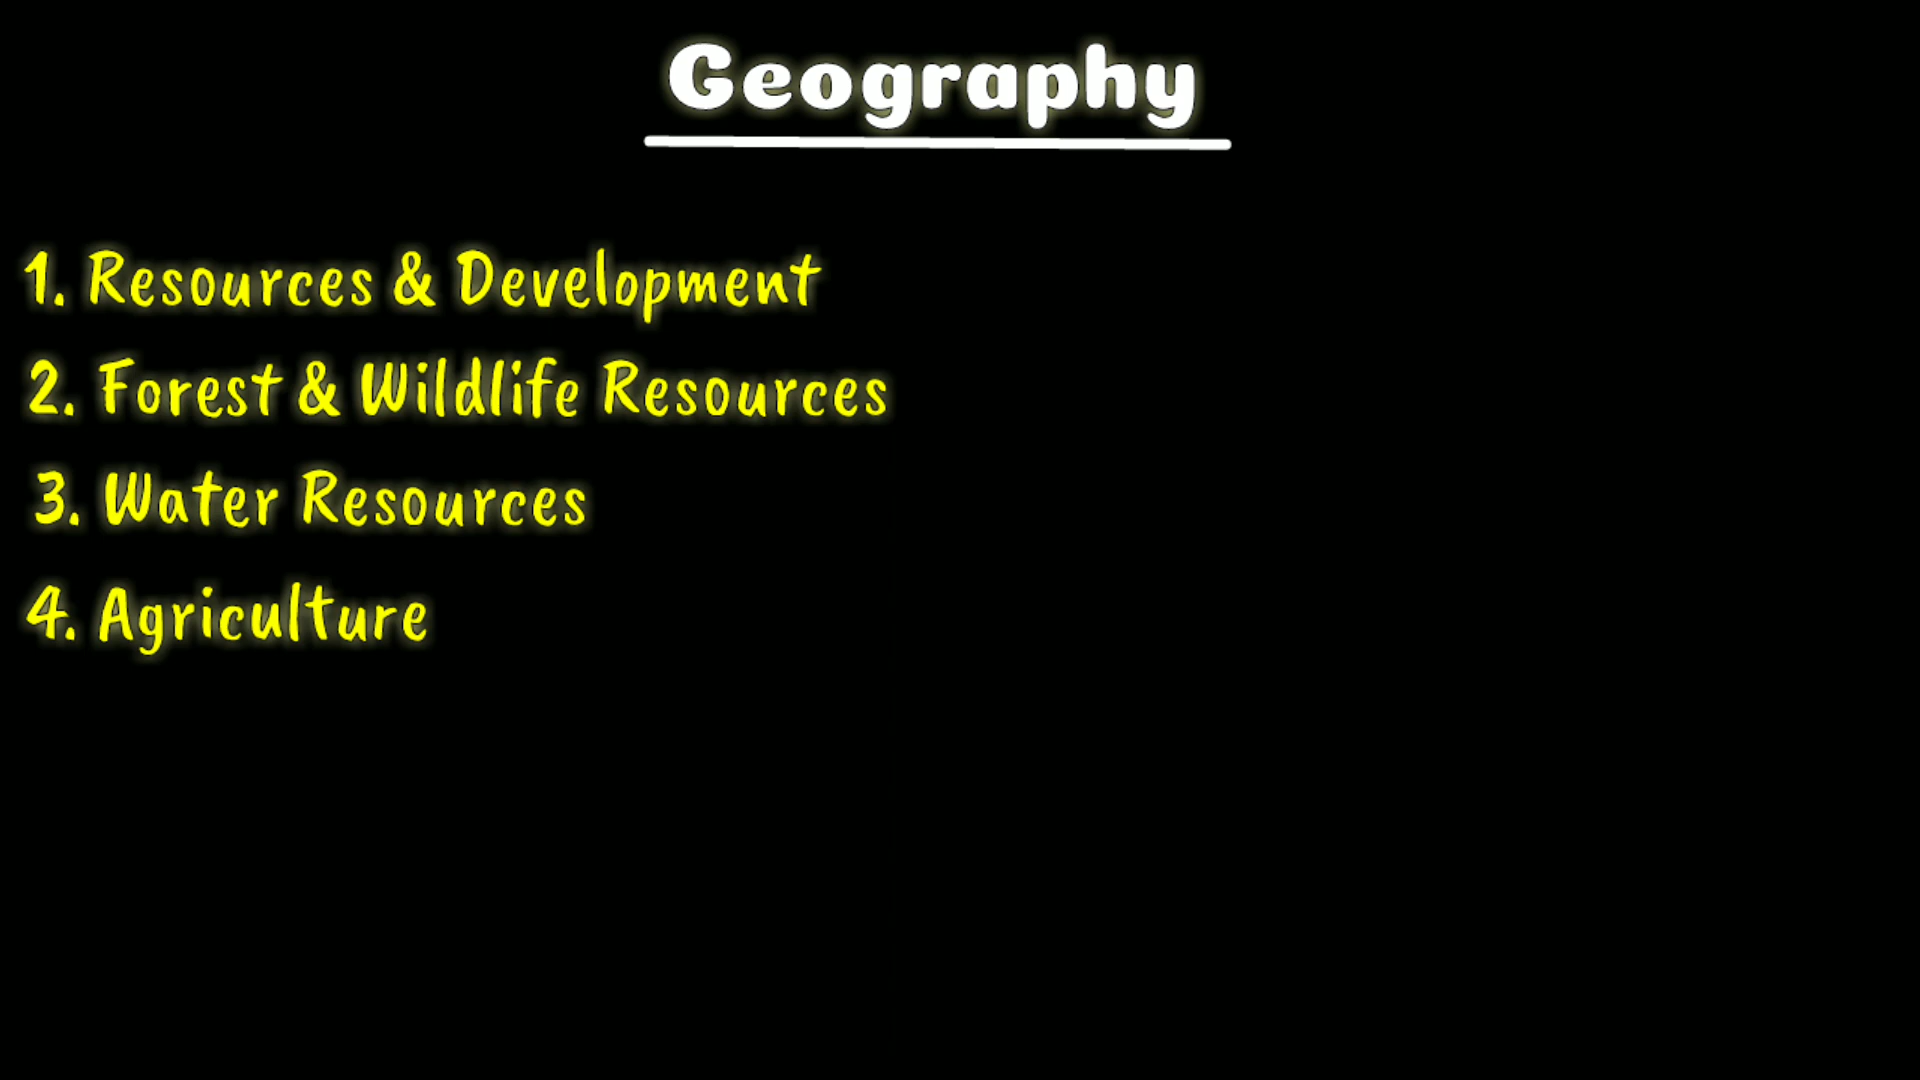 Geography
1. Resources & Development
2. Forest & Wildlife Resources
3. Water Resources
4. Agriculture